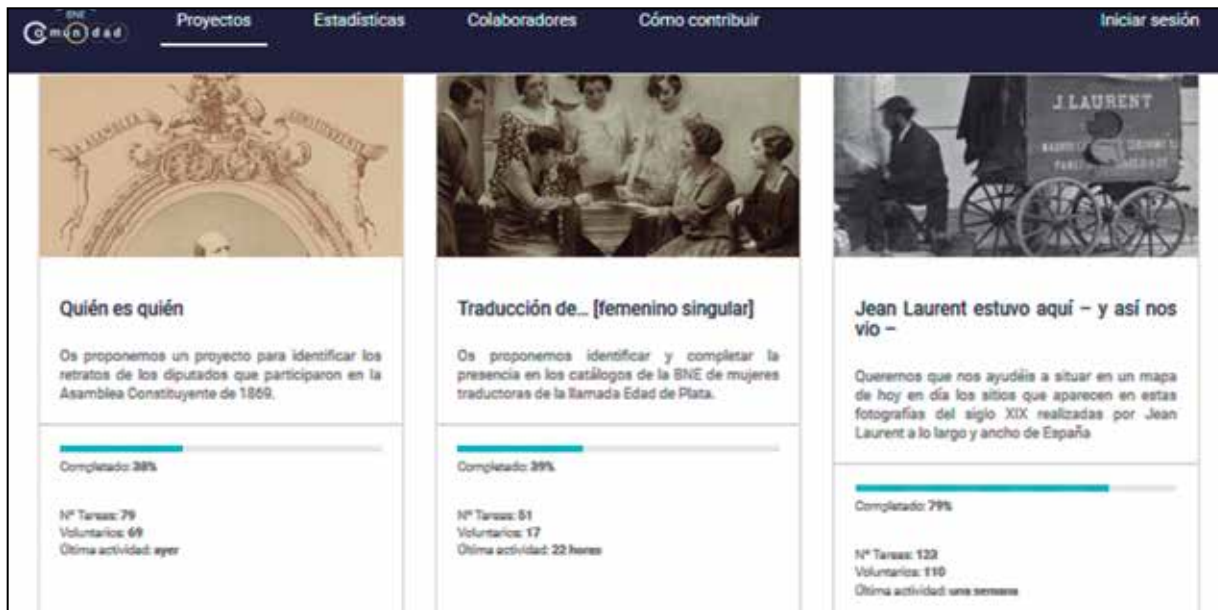 BNE
Comunidad
Proyectos
Estadísticas
Colaboradores
Cómo contribuir
Iniciar sesión
LA ASAMBLEA
CONSTITUYENTE
J. LAURENT
Quién es quién
Os proponemos un proyecto para identificar los
retratos de los diputados que participaron en la
Asamblea Constituyente de 1869.
Completado: 38%
Nº Tareas: 79
Voluntarios: 69
Última actividad: ayer
Traducción de... [femenino singular]
Os proponemos identificar y completar la
presencia en los catálogos de la BNE de mujeres
traductoras de la llamada Edad de Plata.
Completado: 39%
Nº Tareas: 51
Voluntarios: 17
Última actividad: 22 horas
Jean Laurent estuvo aquí – y así nos
vio –
Queremos que nos ayudéis a situar en un mapa
de hoy en día los sitios que aparecen en estas
fotografías del siglo XIX realizadas por Jean
Laurent a lo largo y ancho de España
Completado: 79%
Nº Tareas: 123
Voluntarios: 110
Última actividad: una semana